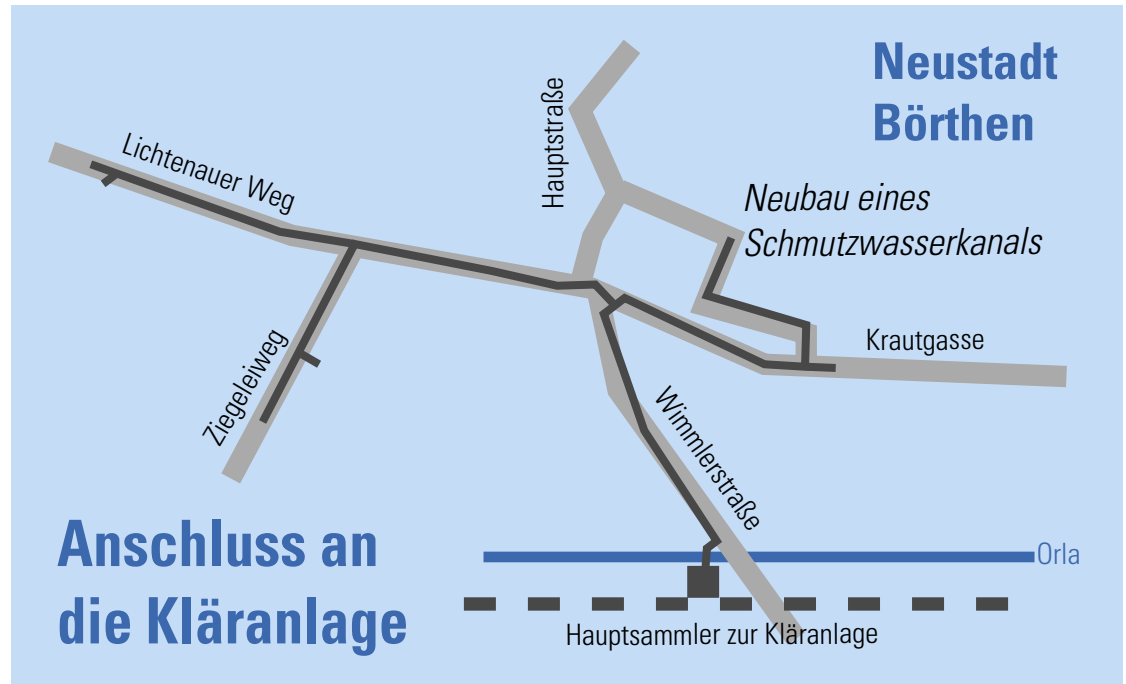 Neustadt
Börthen
Hauptstraße
Lichtenauer Weg
Neubau eines
Schmutzwasserkanals
Krautgasse
Ziegeleiweg
Wimmlerstraße
Anschluss an
die Kläranlage
Orla
Hauptsammler zur Kläranlage